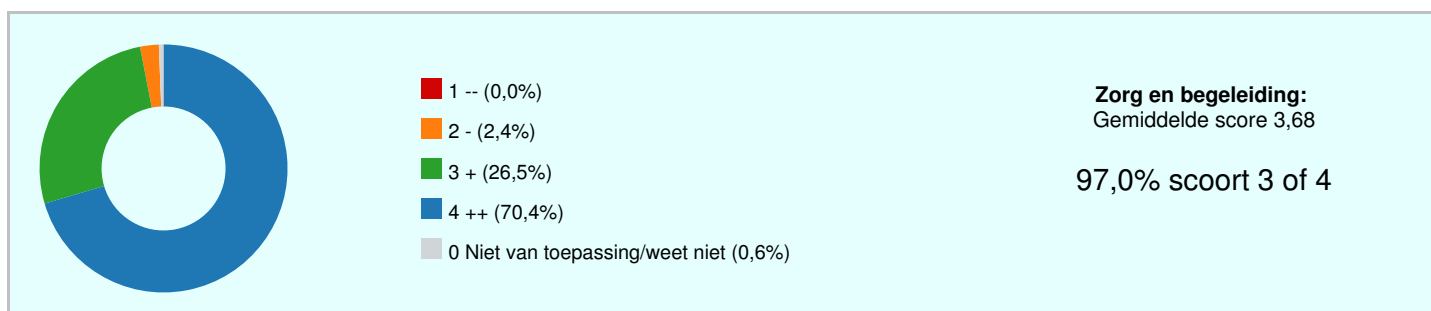 1 -- (0,0%)
2 - (2,4%)
3 + (26,5%)
4 ++ (70,4%)
0 Niet van toepassing/weet niet (0,6%)
Zorg en begeleiding:
Gemiddelde score 3,68
97,0% scoort 3 of 4